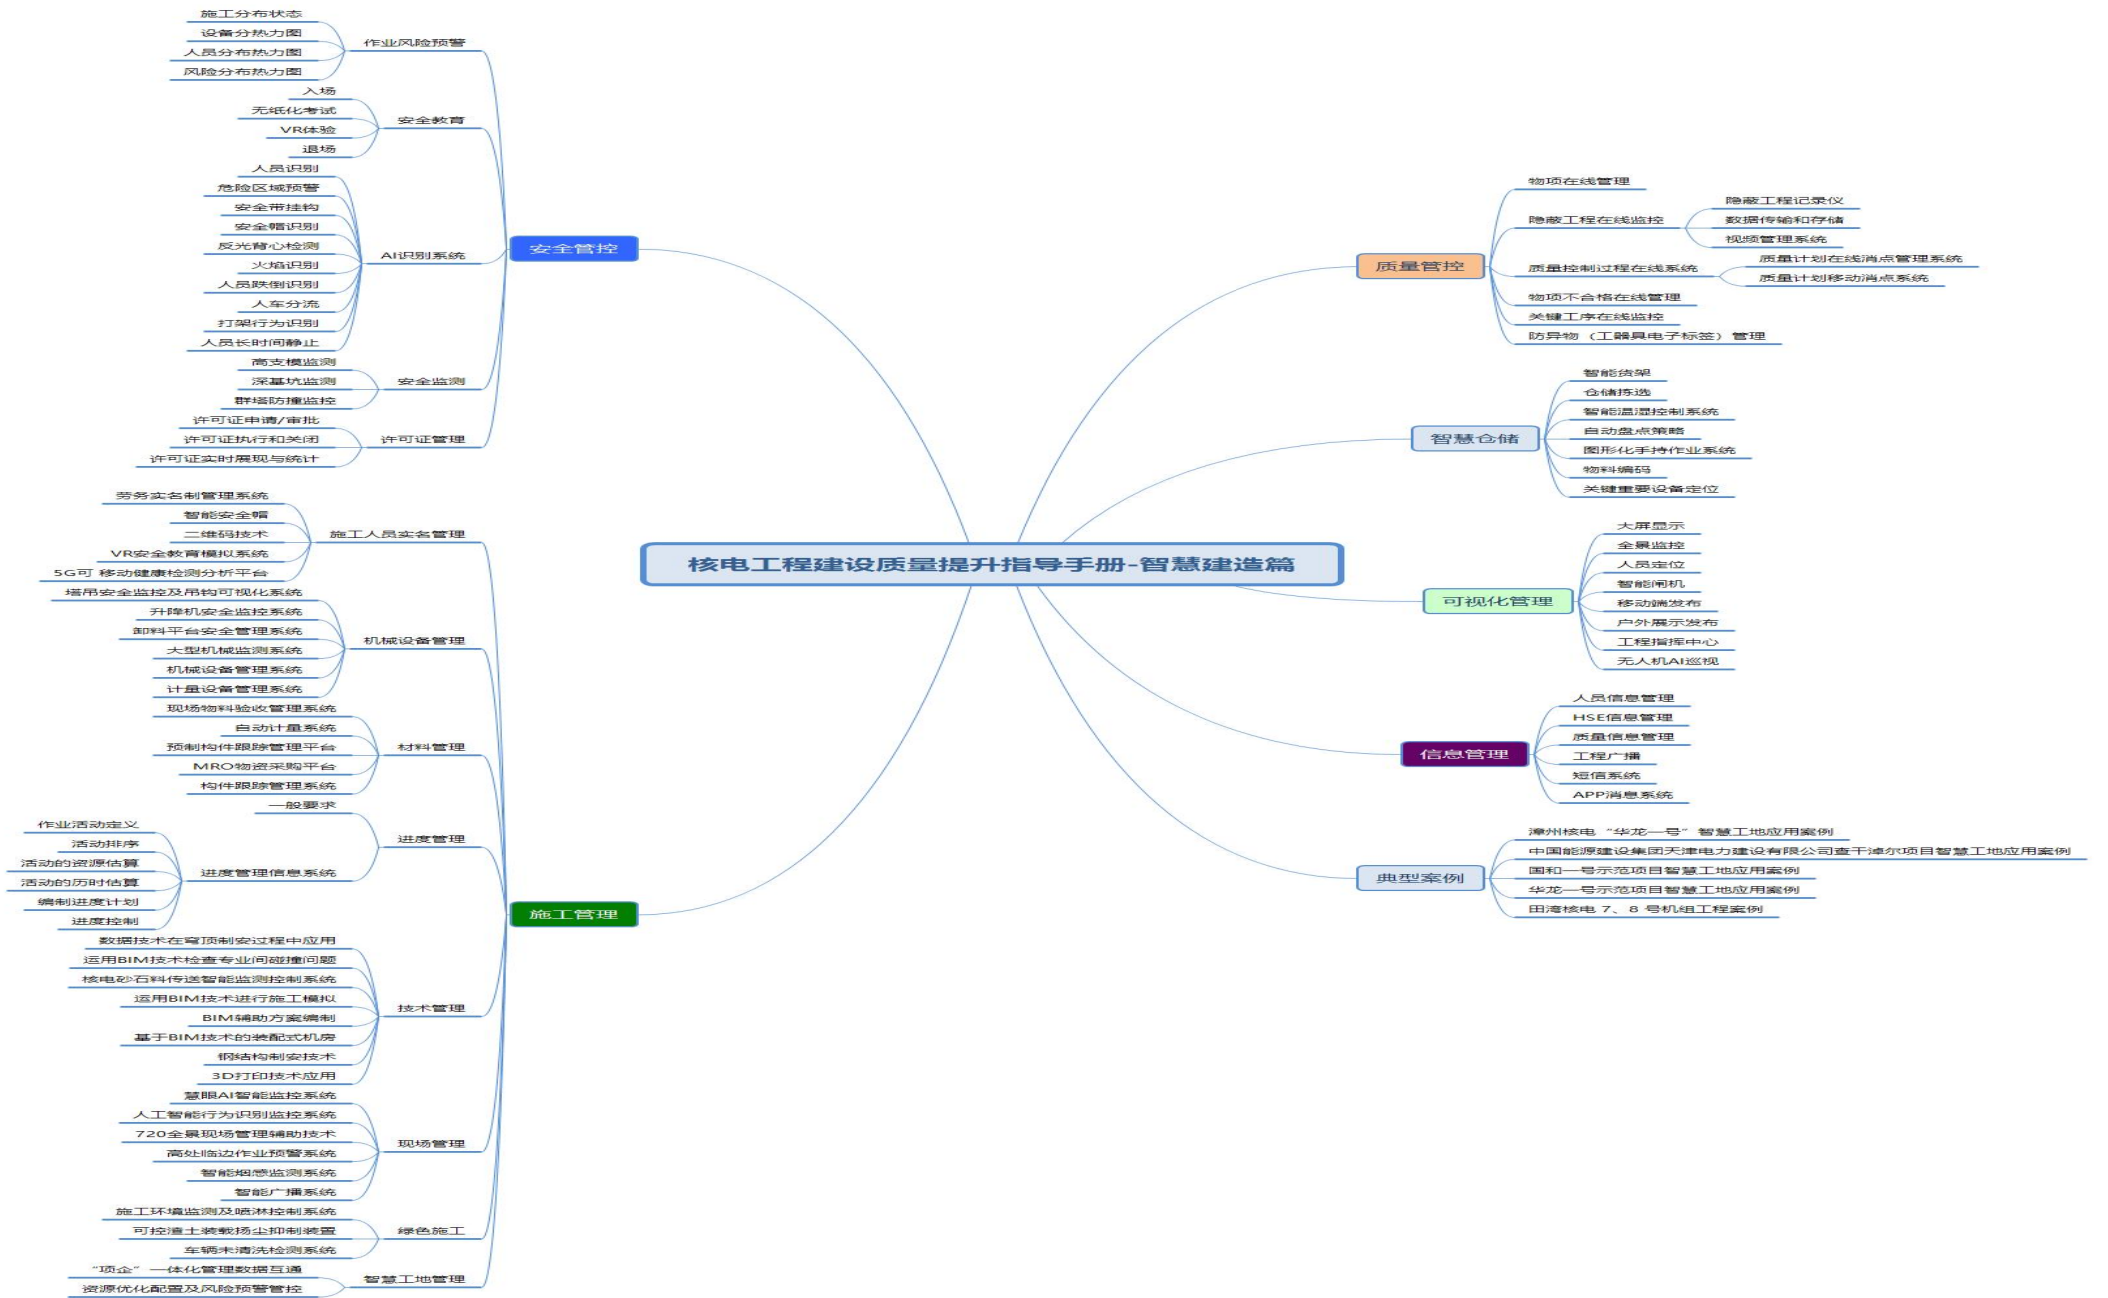 核电工程建设质量提升指导手册-智慧建造篇
安全管控
作业风险预警
施工分布状态
设备分热力图
人员分布热力图
风险分布热力图
安全教育
入场
无纸化考试
VR体验
退场
AI识别系统
人员识别
危险区域预警
安全带挂钩
安全帽识别
反光背心检测
火焰识别
人员跌倒识别
人车分流
打架行为识别
人员长时间静止
安全监测
高支模监测
深基坑监测
群塔防撞监控
许可证管理
许可证申请/审批
许可证执行和关闭
许可证实时展现与统计
施工管理
施工人员实名管理
劳务实名制管理系统
智能安全帽
二维码技术
VR安全教育模拟系统
5G可 移动健康检测分析平台
机械设备管理
塔吊安全监控及吊钩可视化系统
升降机安全监控系统
卸料平台安全管理系统
大型机械监测系统
机械设备管理系统
计量设备管理系统
材料管理
现场物料验收管理系统
自动计量系统
预制构件跟踪管理平台
MRO物资采购平台
构件跟踪管理系统
进度管理
一般要求
进度管理信息系统
作业活动定义
活动排序
活动的资源估算
活动的历时估算
编制进度计划
进度控制
技术管理
数据技术在穹顶制安过程中应用
运用BIM技术检查专业间碰撞问题
核电砂石料传送智能监测控制系统
运用BIM技术进行施工模拟
BIM辅助方案编制
基于BIM技术的装配式机房
钢结构制安技术
3D打印技术应用
现场管理
慧眼AI智能监控系统
人工智能行为识别监控系统
720全景现场管理辅助技术
高处临边作业预警系统
智能烟感监测系统
智能广播系统
绿色施工
施工环境监测及喷淋控制系统
可控渣土装载扬尘抑制装置
车辆未清洗检测系统
智慧工地管理
“项企”一体化管理数据互通
资源优化配置及风险预警管控
质量管控
物项在线管理
隐蔽工程在线监控
隐蔽工程记录仪
数据传输和存储
视频管理系统
质量控制过程在线系统
质量计划在线消点管理系统
质量计划移动消点系统
物项不合格在线管理
关键工序在线监控
防异物（工器具电子标签）管理
智慧仓储
智能货架
仓储拣选
智能温湿控制系统
自动盘点策略
图形化手持作业系统
物料编码
关键重要设备定位
可视化管理
大屏显示
全景监控
人员定位
智能闸机
移动端发布
户外展示发布
工程指挥中心
无人机AI巡视
信息管理
人员信息管理
HSE信息管理
质量信息管理
工程广播
短信系统
APP消息系统
典型案例
漳州核电“华龙一号”智慧工地应用案例
中国能源建设集团天津电力建设有限公司查干淖尔项目智慧工地应用案例
国和一号示范项目智慧工地应用案例
华龙一号示范项目智慧工地应用案例
田湾核电 7、8 号机组工程案例